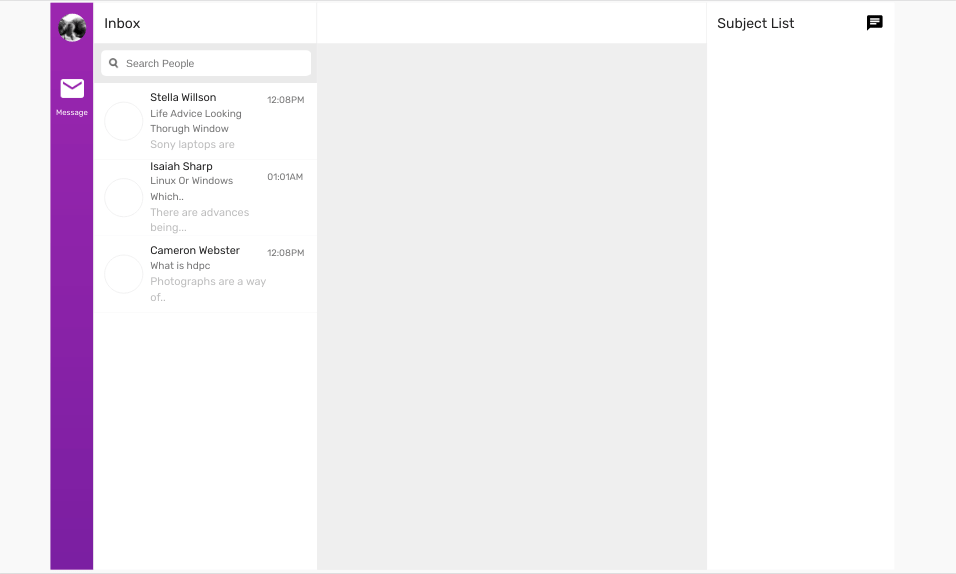 Inbox
Subject List
Search People
Message
Stella Willson
12:08PM
Life Advice Looking
Thorugh Window
Sony laptops are
Isaiah Sharp
01:01AM
Linux Or Windows
Which..
There are advances
being...
Cameron Webster
12:08PM
What is hdpc
Photographs are a way
of..